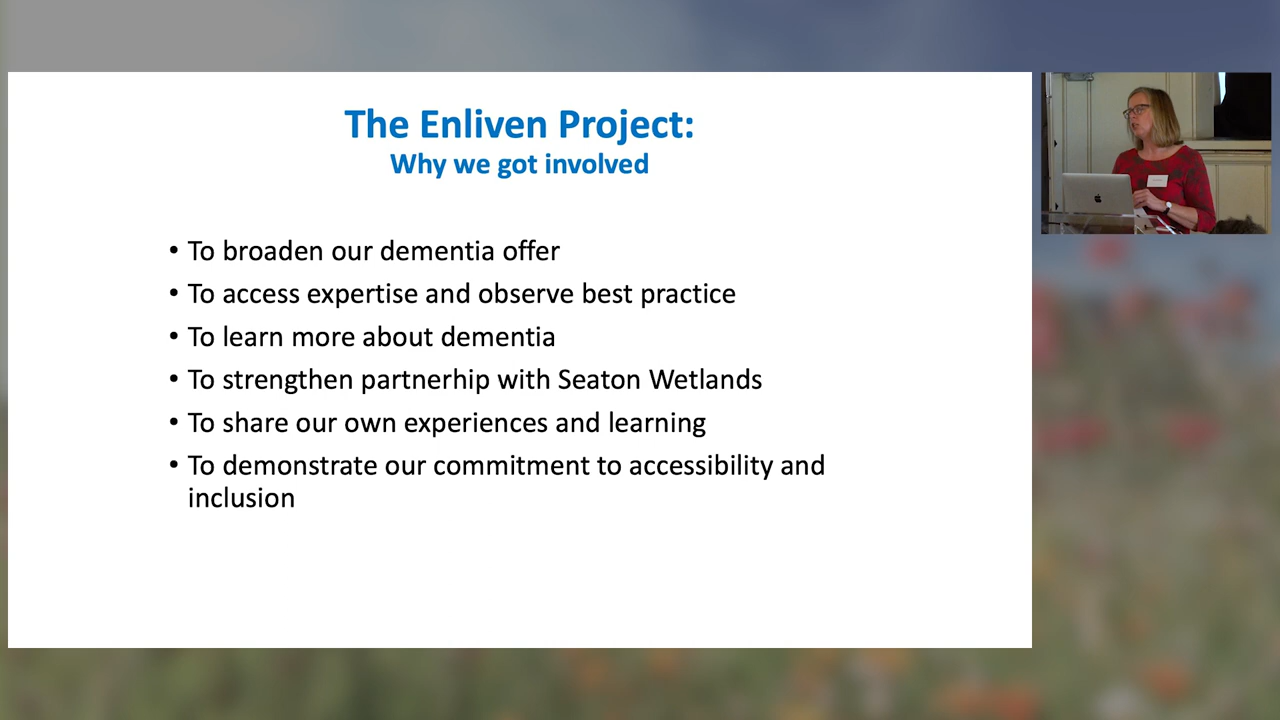 The Enliven Project:
Why we got involved
• To broaden our dementia offer
• To access expertise and observe best practice
• To learn more about dementia
• To strengthen partnerhip with Seaton Wetlands
• To share our own experiences and learning
• To demonstrate our commitment to accessibility and
inclusion